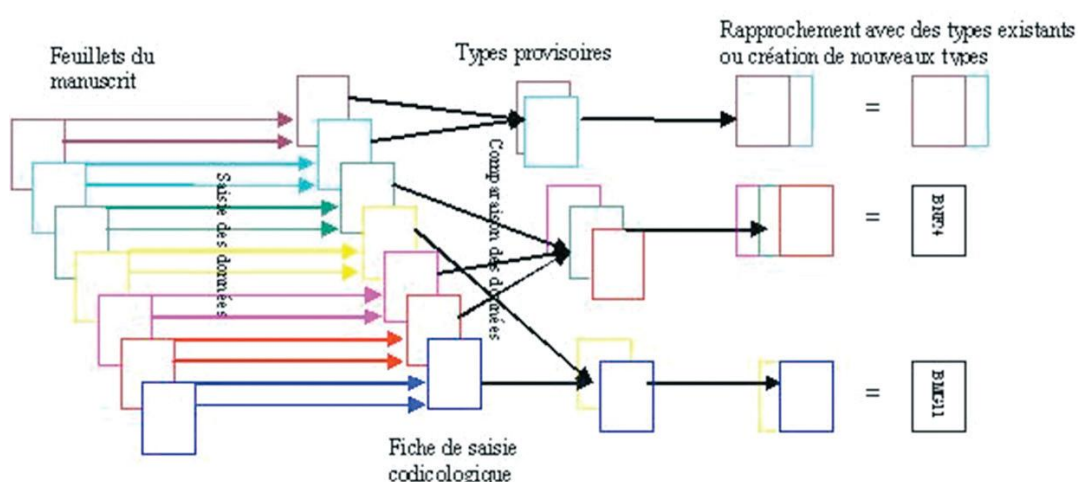 Feuillets du
manuscrit
Types provisoires
Rapprochement avec des types existants
ou création de nouveaux types
Saisie des données
Comparaison des données
=
=
=
BMG11
Fiche de saisie
codicologique